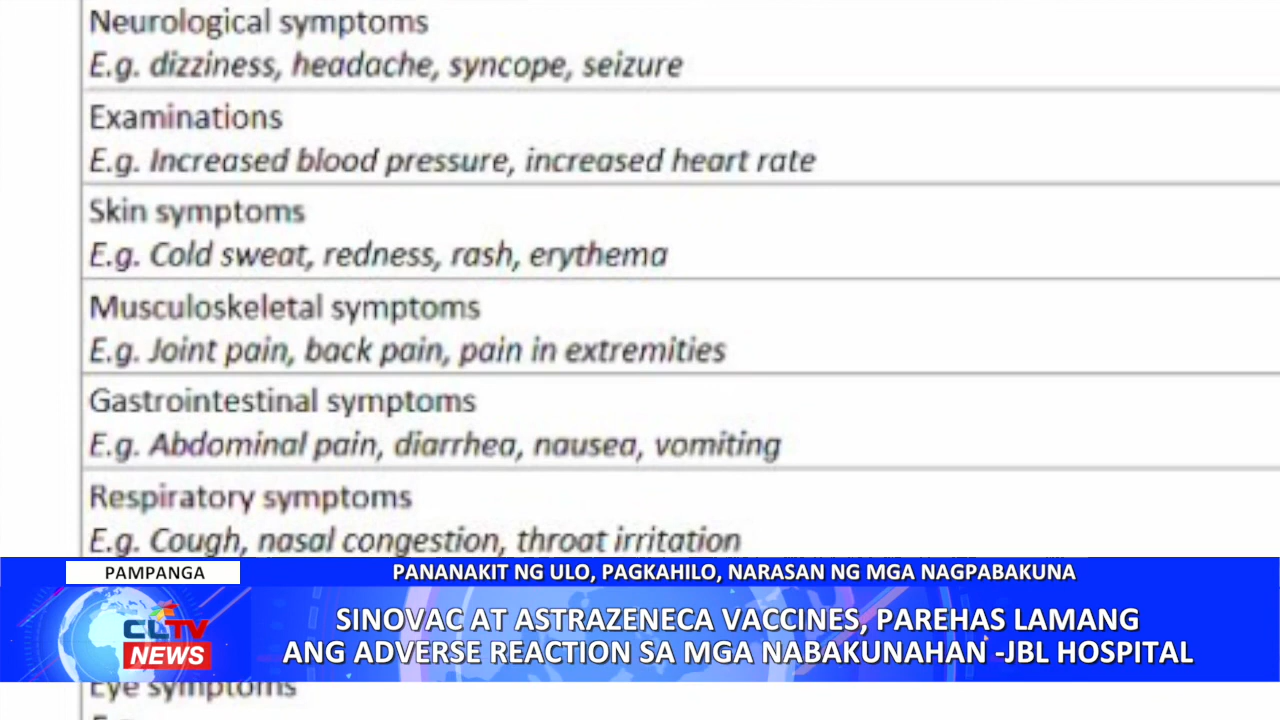 Neurological symptoms
E.g. dizziness, headache, syncope, seizure
Examinations
E.g. Increased blood pressure, increased heart rate
Skin symptoms
E.g. Cold sweat, redness, rash, erythema
Musculoskeletal symptoms
E.g. Joint pain, back pain, pain in extremities
Gastrointestinal symptoms
E.g. Abdominal pain, diarrhea, nausea, vomiting
Respiratory symptoms
E.g. Cough, nasal congestion, throat irritation
PAMPANGA
PANANAKIT NG ULO, PAGKAHILO, NARASAN NG MGA NAGPABAKUNA
CLTV
NEWS
SINOVAC AT ASTRAZENECA VACCINES, PAREHAS LAMANG
ANG ADVERSE REACTION SA MGA NABAKUNAHAN -JBL HOSPITAL
Eye symptoms